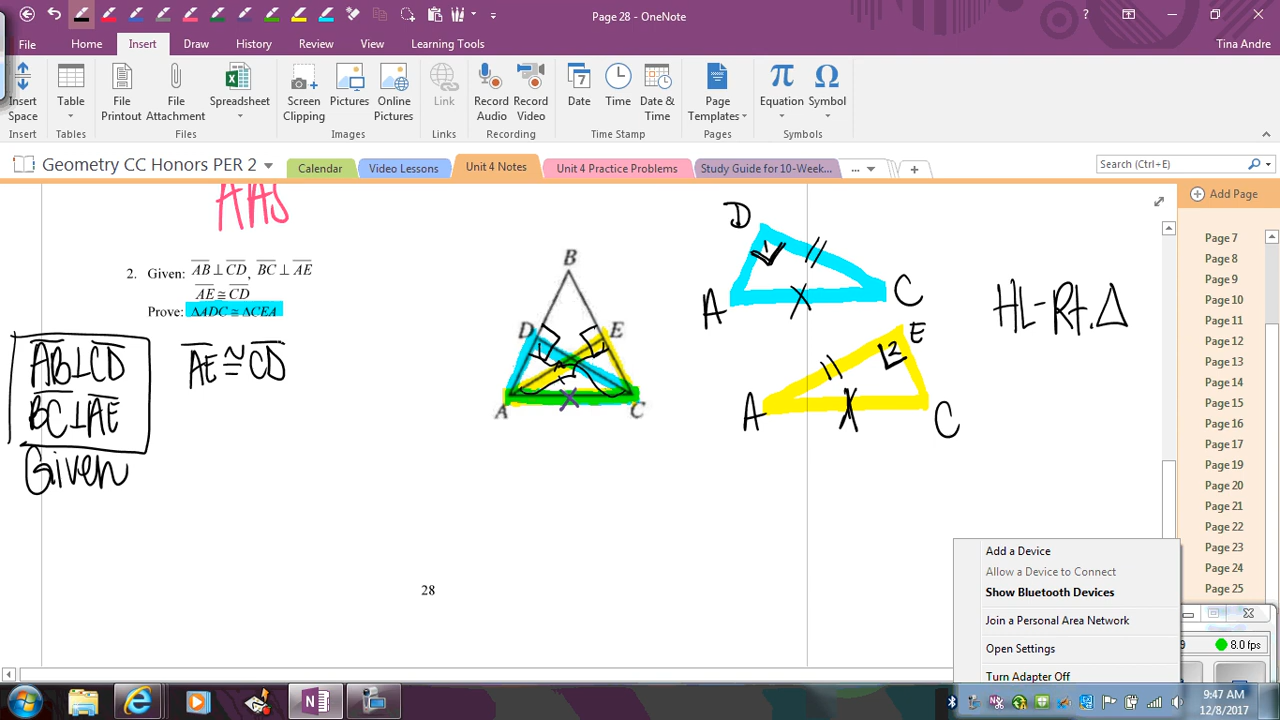 Page 28 - OneNote
?
Tina Andre
File
Home
Insert
Draw
History
Review
View
Learning Tools
Insert Space
Table
File Printout
File Attachment
Spreadsheet
Screen Clipping
Pictures
Online Pictures
Link
Record Audio
Record Video
Date
Time
Date & Time
Page Templates
π
Equation
Ω
Symbol
Insert
Tables
Files
Images
Links
Recording
Time Stamp
Pages
Symbols
Geometry CC Honors PER 2
Calendar
Video Lessons
Unit 4 Notes
Unit 4 Practice Problems
Study Guide for 10-Week...
...
Search (Ctrl+E)
Add Page
Page 7
Page 8
Page 9
Page 10
Page 11
Page 12
Page 13
Page 14
Page 15
Page 16
Page 17
Page 19
Page 20
Page 21
Page 22
Page 23
Page 24
Page 25
AAS
2. Given: AB ⊥ CD, BC ⊥ AE
AE ≅ CD
Prove: ΔADC ≅ ΔCEA
AB ⊥ CD
BC ⊥ AE
Given
AE ≅ CD
B
D
E
A
C
D
1
A
C
E
2
A
C
HL - Rt. Δ
28
Add a Device
Allow a Device to Connect
Show Bluetooth Devices
Join a Personal Area Network
Open Settings
Turn Adapter Off
9
8.0 fps
9:47 AM
12/8/2017